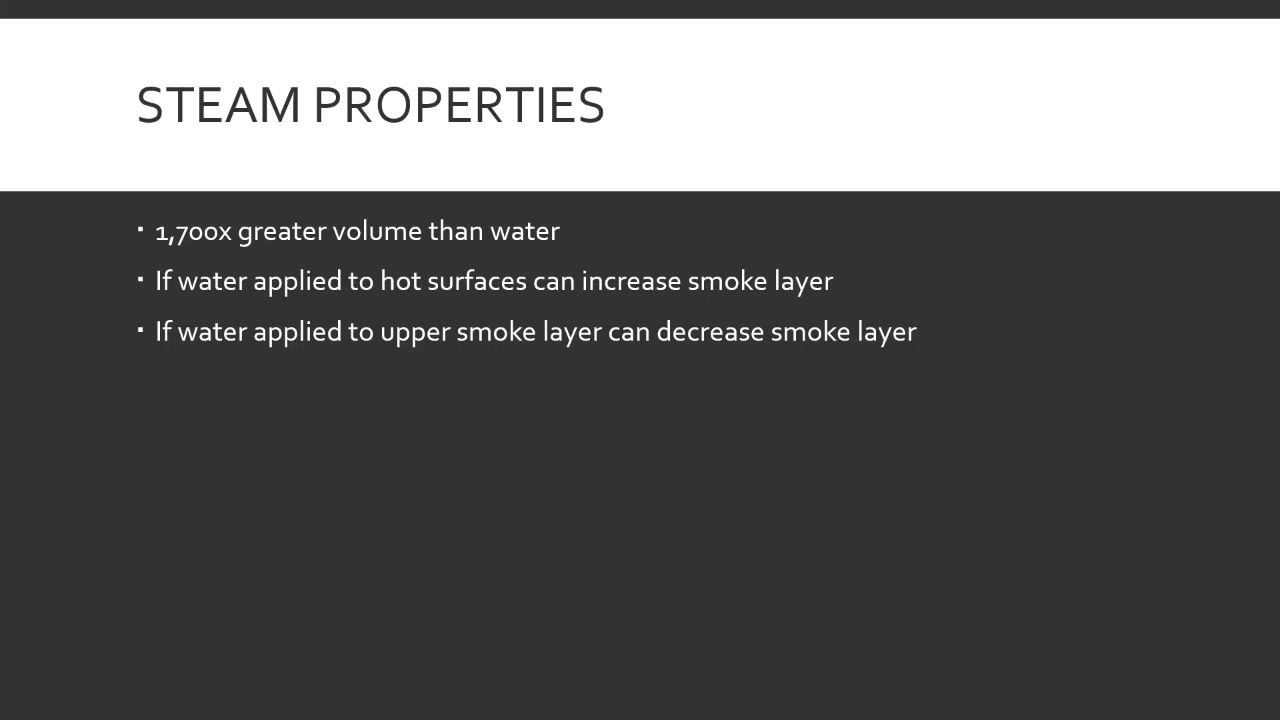 STEAM PROPERTIES
▪ 1,700x greater volume than water
▪ If water applied to hot surfaces can increase smoke layer
▪ If water applied to upper smoke layer can decrease smoke layer